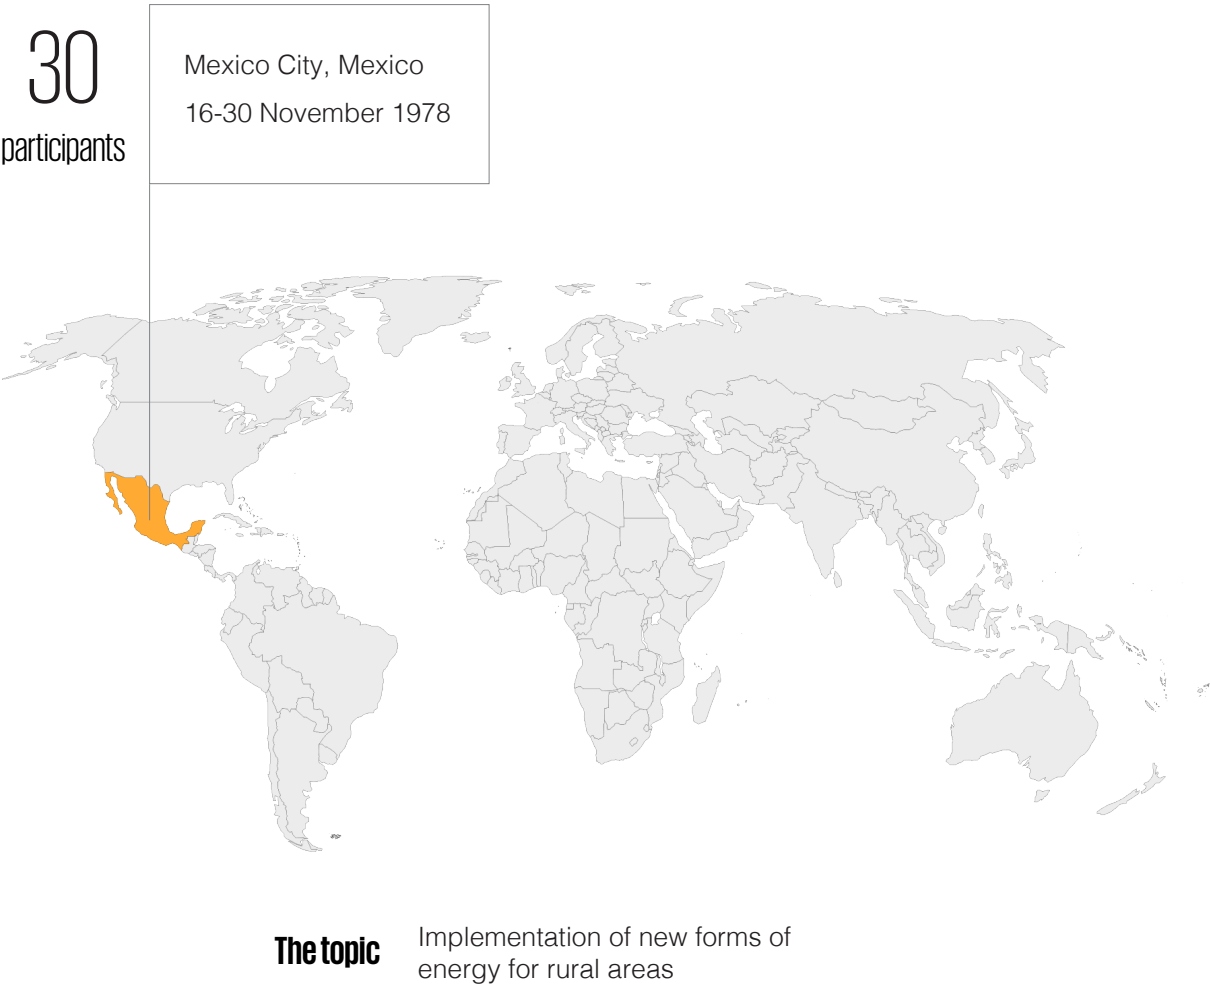 30
participants
Mexico City, Mexico
16-30 November 1978
The topic
Implementation of new forms of
energy for rural areas